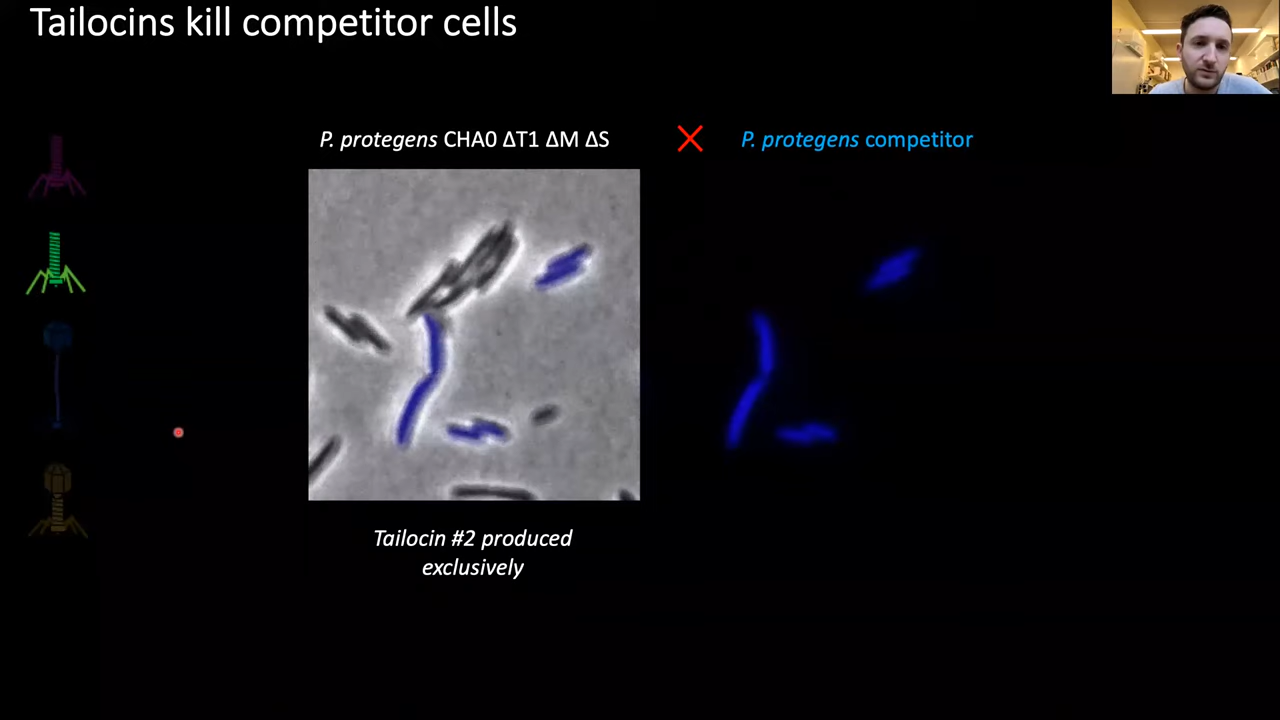 Tailocins kill competitor cells
P. protegens CHA0 ΔT1 ΔM ΔS
P. protegens competitor
Tailocin #2 produced
exclusively